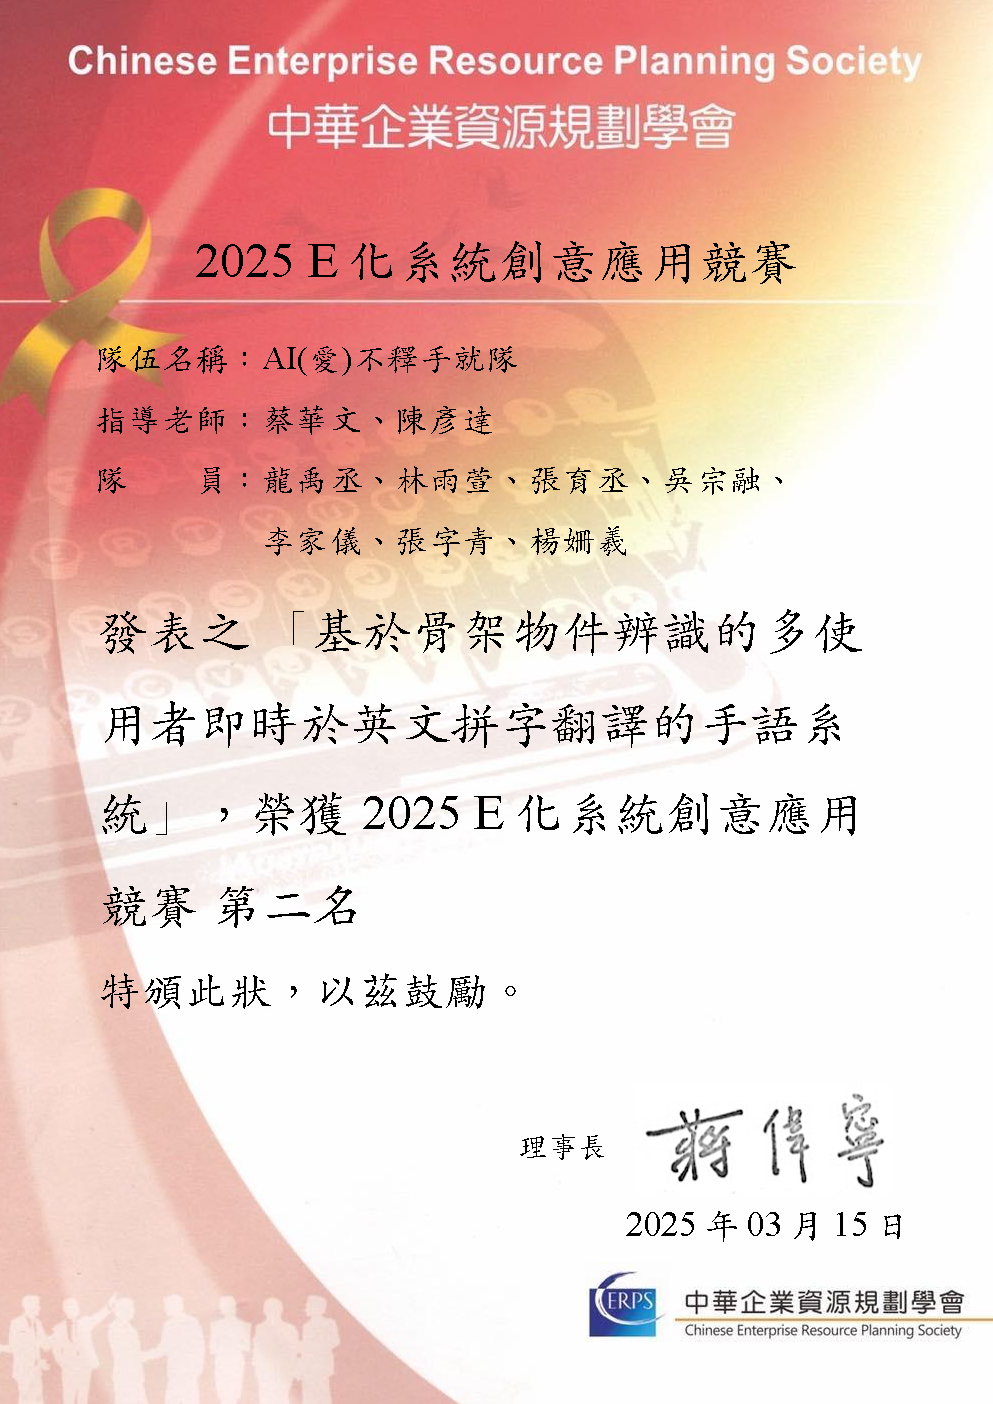 Chinese Enterprise Resource Planning Society
中華企業資源規劃學會
2025 E 化系統創意應用競賽
隊伍名稱：AI(愛)不釋手就隊
指導老師：蔡華文、陳彥達
隊　　員：龍禹丞、林雨萱、張育丞、吳宗融、
李家儀、張字青、楊姍羲
發表之「基於骨架物件辨識的多使
用者即時於英文拼字翻譯的手語系
統」，榮獲 2025 E 化系統創意應用
競賽 第二名
特頒此狀，以茲鼓勵。
理事長 蔣偉寧
2025 年 03 月 15 日
ERPS 中華企業資源規劃學會
Chinese Enterprise Resource Planning Society